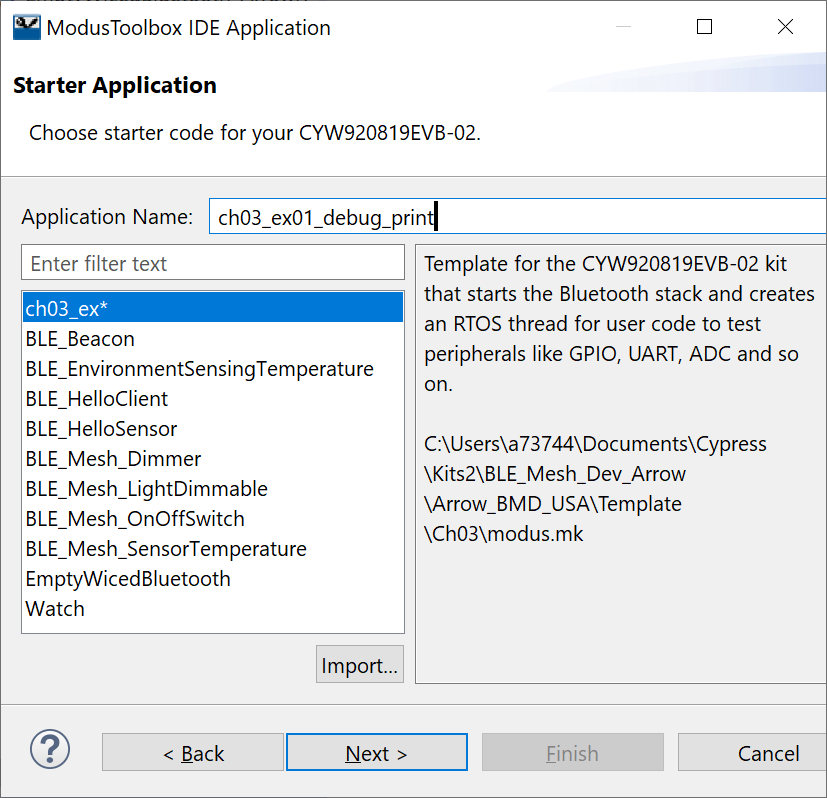 ModusToolbox IDE Application
Starter Application
Choose starter code for your CYW920819EVB-02.
Application Name:
ch03_ex01_debug_print
Enter filter text
ch03_ex*
BLE_Beacon
BLE_EnvironmentSensingTemperature
BLE_HelloClient
BLE_HelloSensor
BLE_Mesh_Dimmer
BLE_Mesh_LightDimmable
BLE_Mesh_OnOffSwitch
BLE_Mesh_SensorTemperature
EmptyWicedBluetooth
Watch
Import...
Template for the CYW920819EVB-02 kit
that starts the Bluetooth stack and creates
an RTOS thread for user code to test
peripherals like GPIO, UART, ADC and so
on.
C:\Users\a73744\Documents\Cypress
\Kits2\BLE_Mesh_Dev_Arrow
\Arrow_BMD_USA\Template
\Ch03\modus.mk
?
< Back
Next >
Finish
Cancel